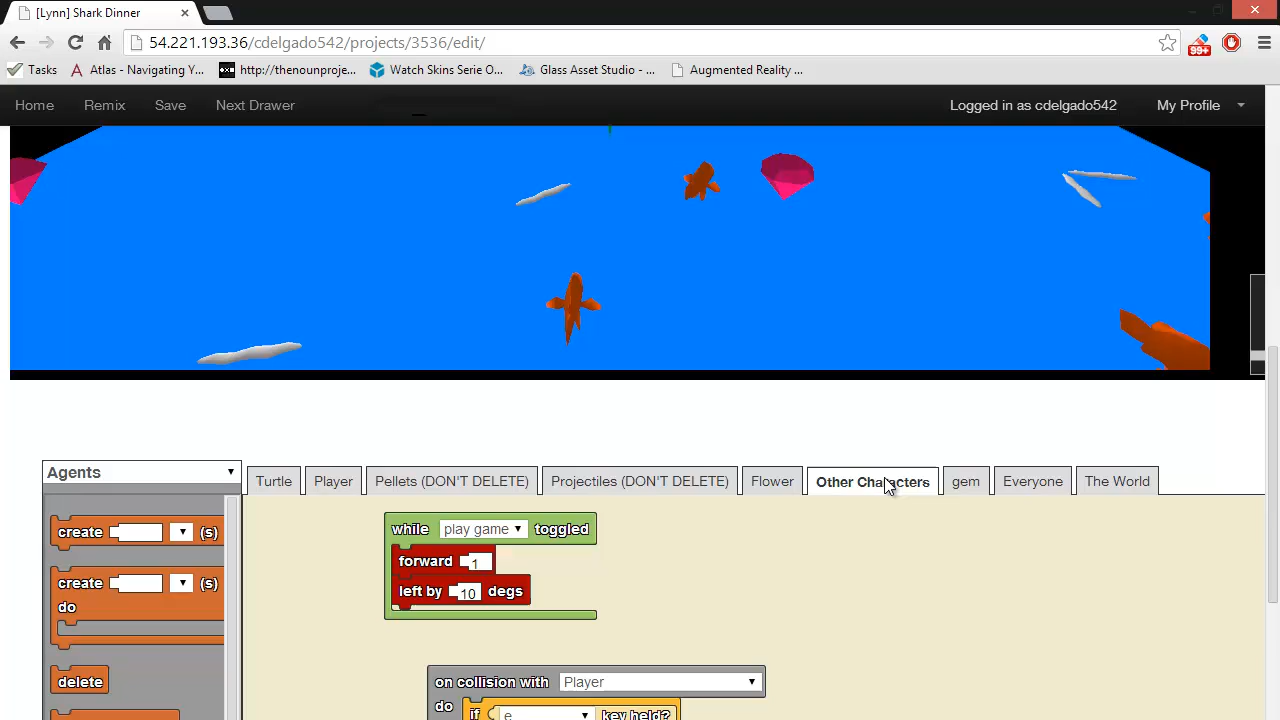 [Lynn] Shark Dinner
54.221.193.36/cdelgado542/projects/3536/edit/
99+
Tasks Atlas - Navigating Y... http://thenounproje... Watch Skins Serie O... Glass Asset Studio - ... Augmented Reality ...
Home Remix Save Next Drawer Logged in as cdelgado542 My Profile
Agents Turtle Player Pellets (DON'T DELETE) Projectiles (DON'T DELETE) Flower Other Characters gem Everyone The World
create (s)
while play game toggled
forward 1
create (s)
do
left by 10 degs
delete
on collision with Player
do if e key held?